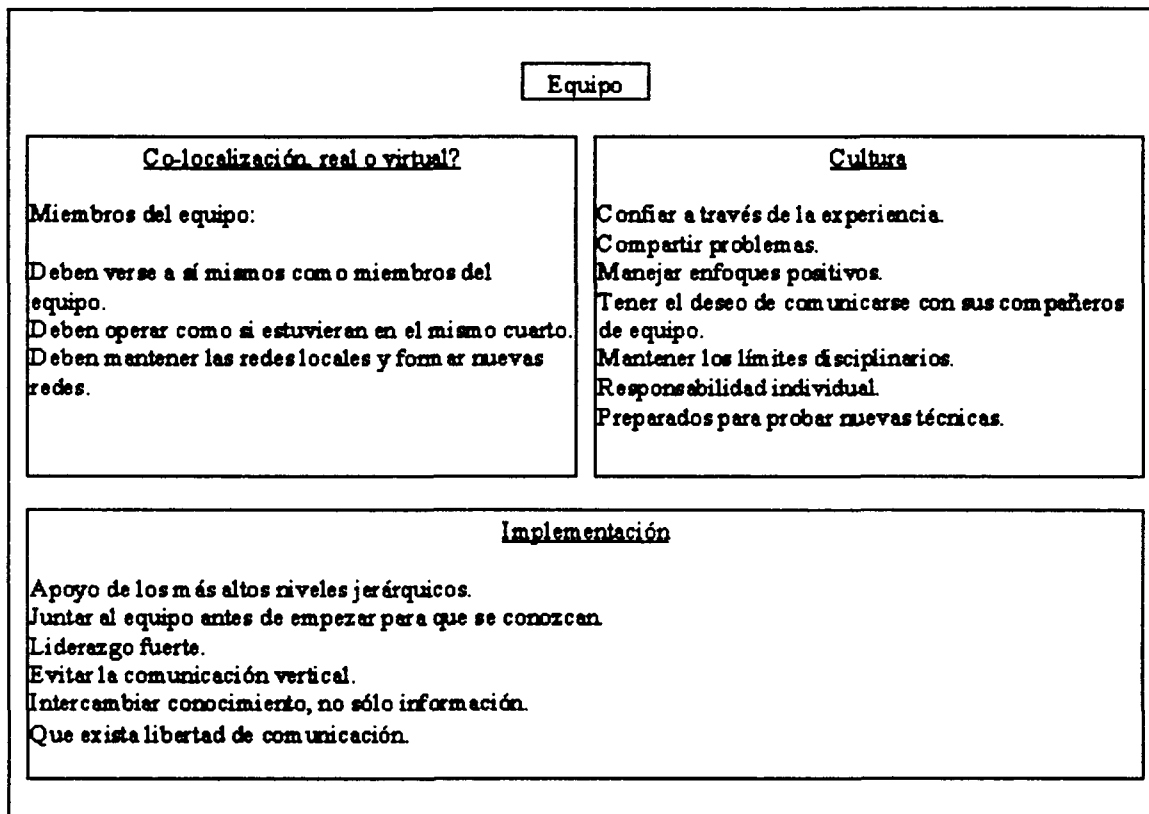 Equipo
Co-localización, real o virtual?
Miembros del equipo:
Deben verse a sí mismos como miembros del
equipo.
Deben operar como si estuvieran en el mismo cuarto.
Deben mantener las redes locales y formar nuevas
redes.
Cultura
Confiar a través de la experiencia.
Compartir problemas.
Manejar enfoques positivos.
Tener el deseo de comunicarse con sus compañeros
de equipo.
Mantener los límites disciplinarios.
Responsabilidad individual.
Preparados para probar nuevas técnicas.
Implementación
Apoyo de los más altos niveles jerárquicos.
Juntar al equipo antes de empezar para que se conozcan.
Liderazgo fuerte.
Evitar la comunicación vertical.
Intercambiar conocimiento, no sólo información.
Que exista libertad de comunicación.